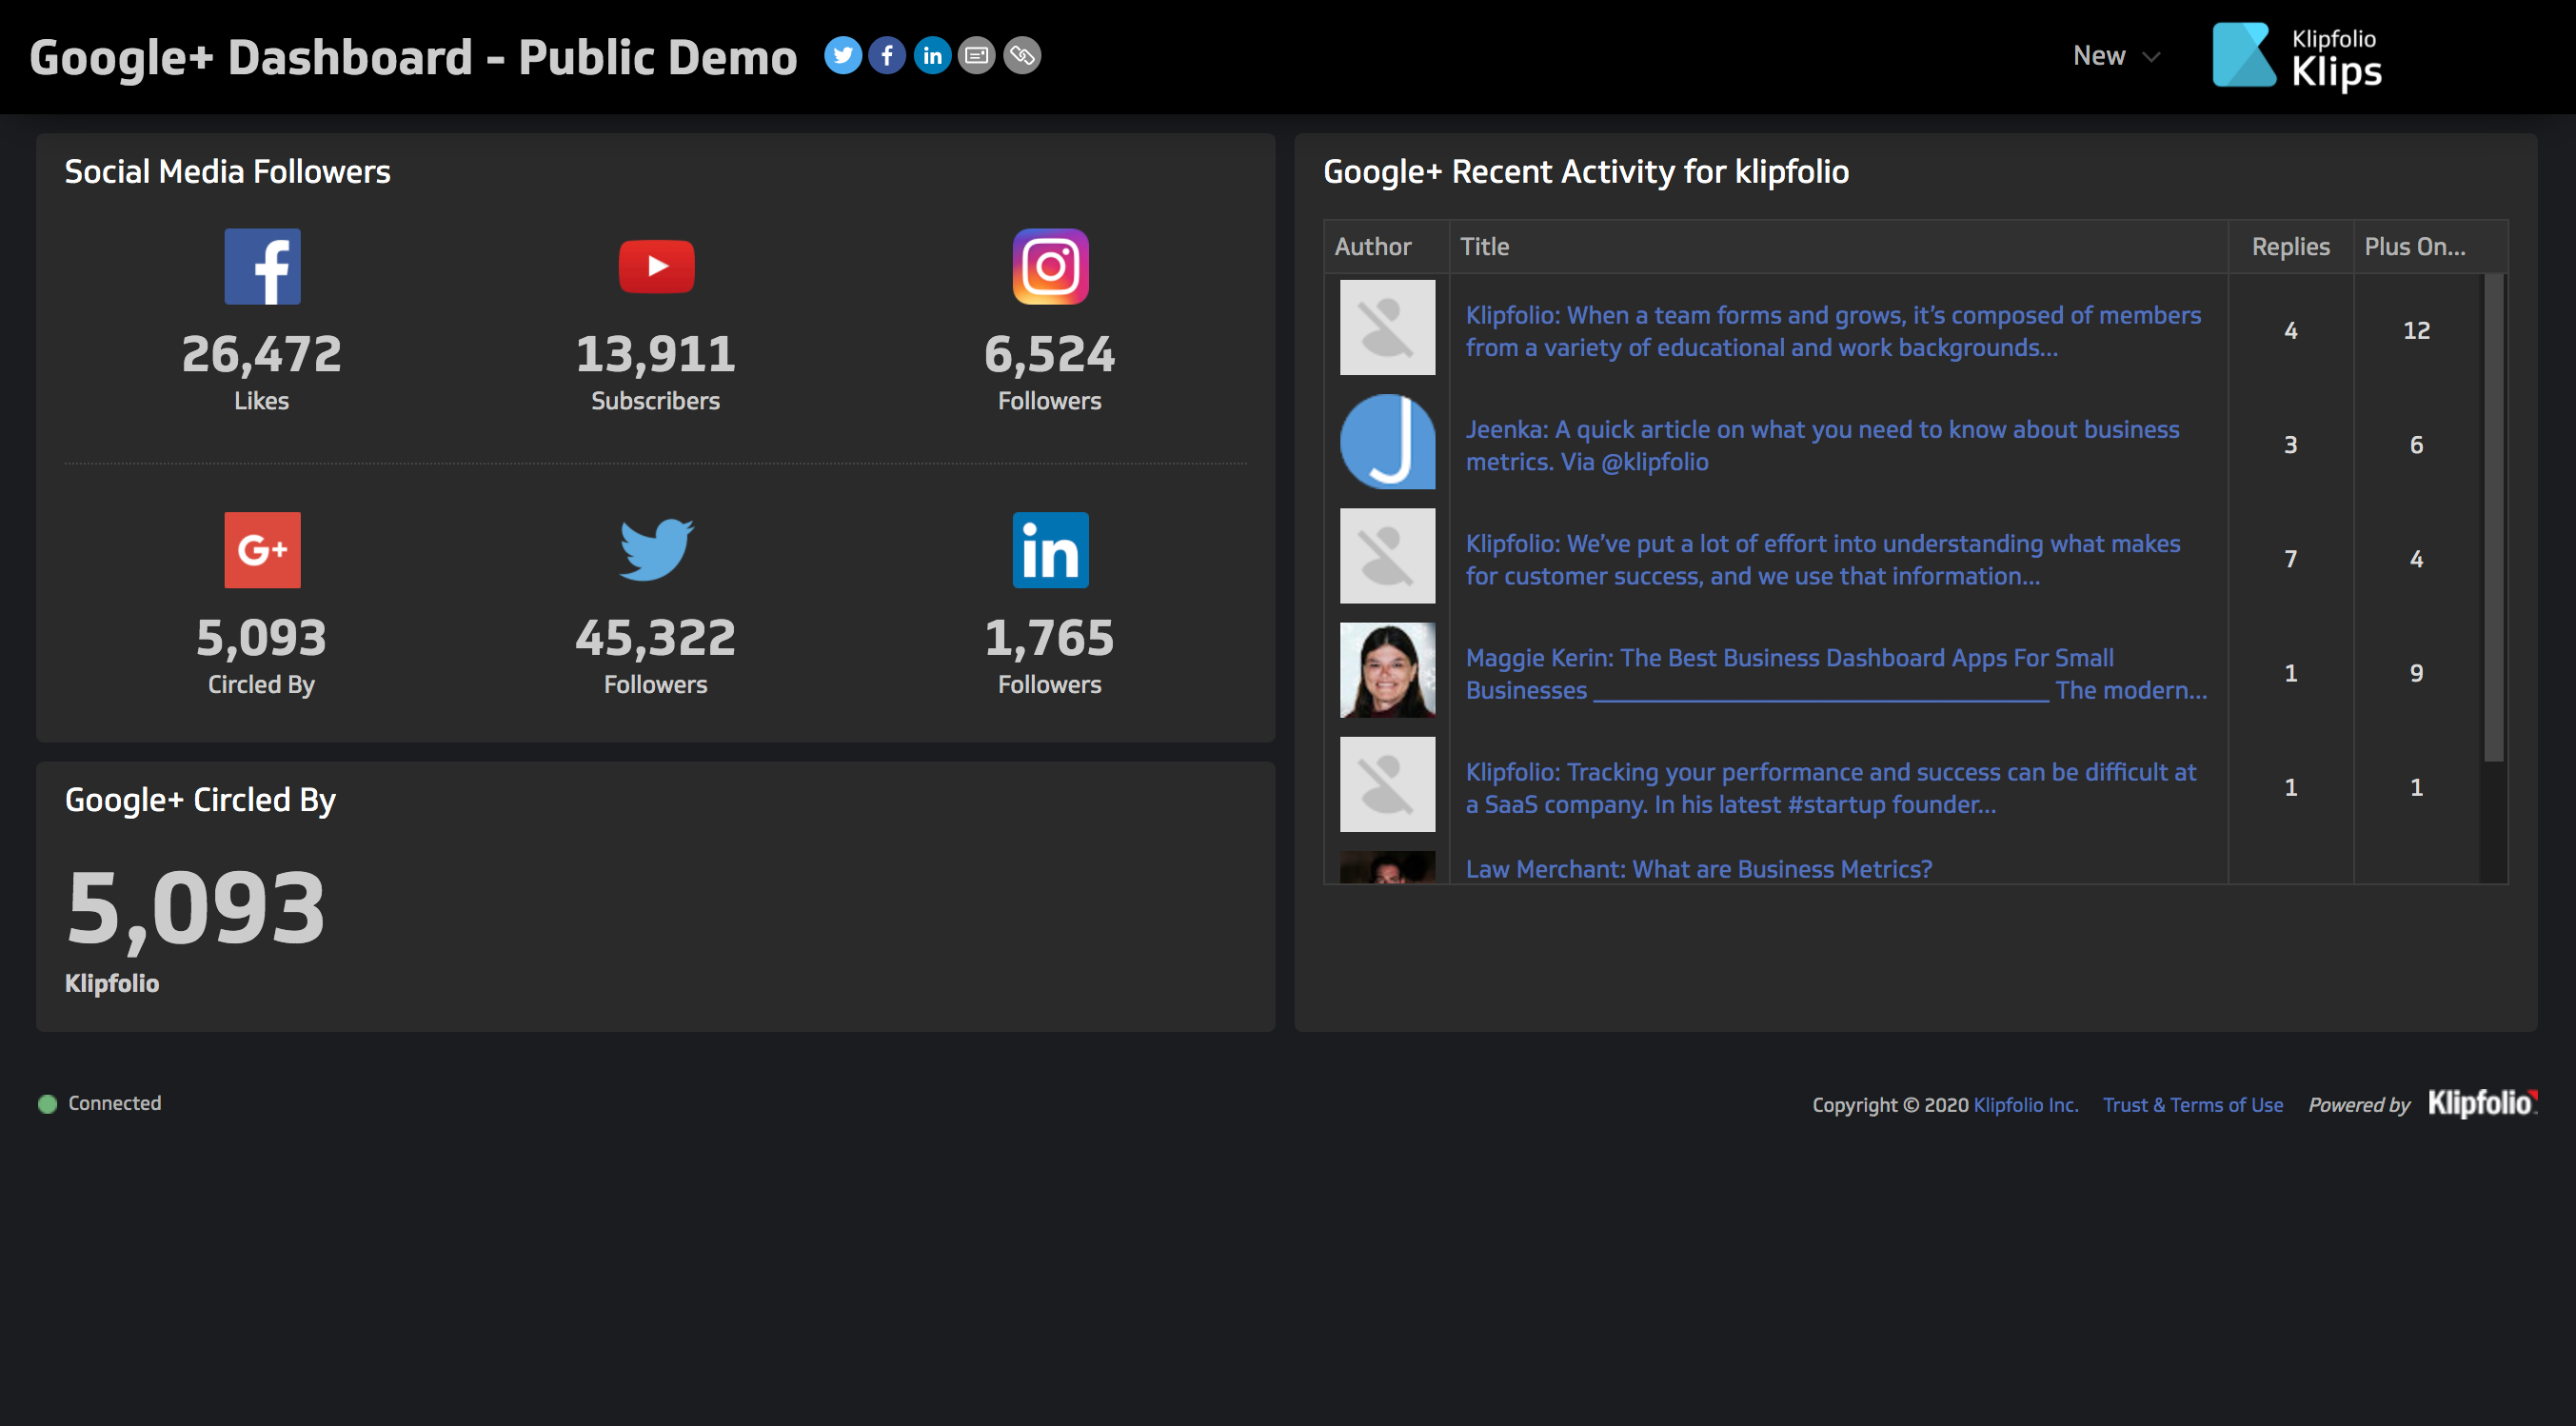 Google+ Dashboard - Public Demo
New
Klipfolio
Klips
Social Media Followers
26,472
Likes
13,911
Subscribers
6,524
Followers
G+
in
5,093
Circled By
45,322
Followers
1,765
Followers
Google+ Circled By
5,093
Klipfolio
Google+ Recent Activity for klipfolio
Author Title Replies Plus On...
Klipfolio: When a team forms and grows, it’s composed of members
from a variety of educational and work backgrounds... 4 12
J
Jeenka: A quick article on what you need to know about business
metrics. Via @klipfolio 3 6
Klipfolio: We’ve put a lot of effort into understanding what makes
for customer success, and we use that information... 7 4
Maggie Kerin: The Best Business Dashboard Apps For Small
Businesses ______________________________________ The modern... 1 9
Klipfolio: Tracking your performance and success can be difficult at
a SaaS company. In his latest #startup founder... 1 1
Law Merchant: What are Business Metrics?
Connected
Copyright © 2020 Klipfolio Inc. Trust & Terms of Use Powered by Klipfolio